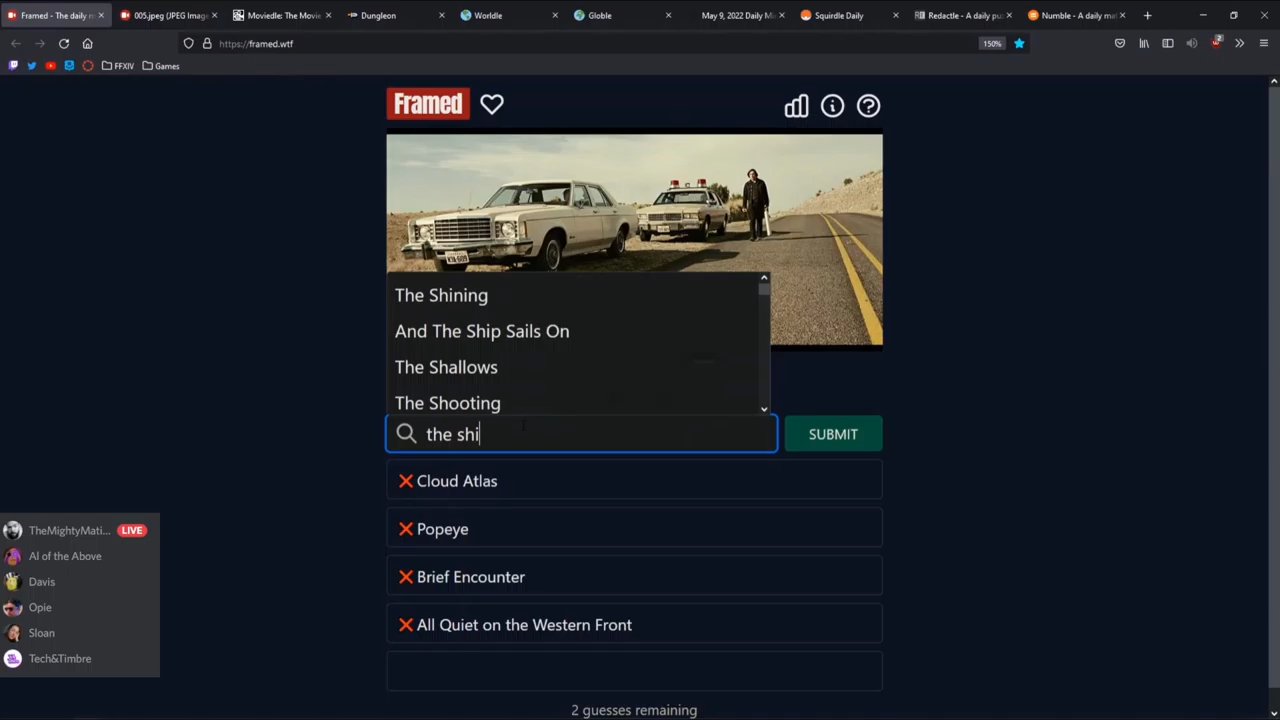 Framed - The daily m
005.jpeg (JPEG Imag
Moviedle: The Movie
Dungleon
Worldle
Globle
May 9, 2022 Daily M
Squirdle Daily
Redactle - A daily pu
Numble - A daily ma
https://framed.wtf
150%
2
FFXIV
Games
Framed
The Shining
And The Ship Sails On
The Shallows
The Shooting
the shi
SUBMIT
Cloud Atlas
Popeye
Brief Encounter
All Quiet on the Western Front
2 guesses remaining
TheMightyMati... LIVE
Al of the Above
Davis
Opie
Sloan
Tech&Timbre